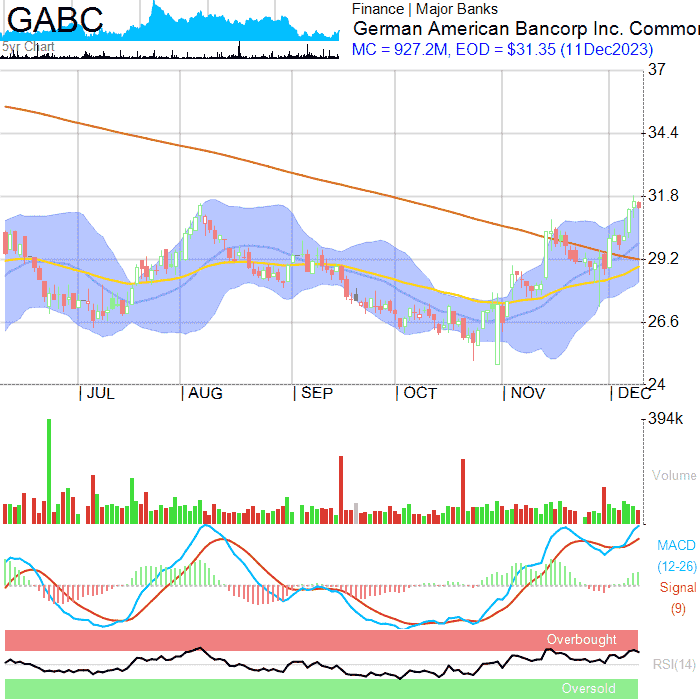 GABC
5yr Chart
Finance | Major Banks
German American Bancorp Inc. Common
MC = 927.2M, EOD = $31.35 (11Dec2023)
37
34.4
31.8
29.2
26.6
24
JUL AUG SEP OCT NOV DEC
394k
Volume
MACD
(12-26)
Signal
(9)
Overbought
RSI(14)
Oversold